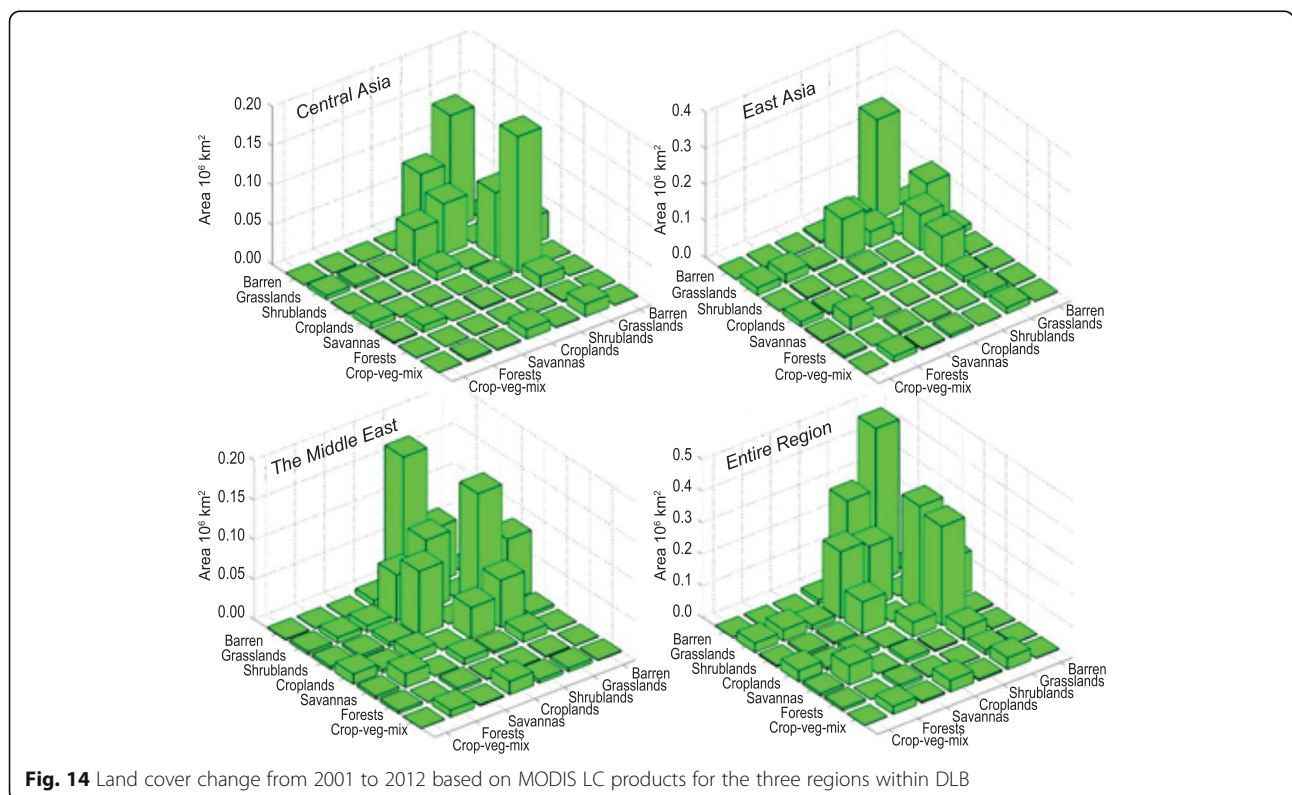 Central Asia
Area 10⁶ km²
0.20
0.15
0.10
0.05
0.00
Barren
Grasslands
Shrublands
Croplands
Savannas
Forests
Crop-veg-mix
Barren
Grasslands
Shrublands
Croplands
Savannas
Forests
Crop-veg-mix
East Asia
Area 10⁶ km²
0.4
0.3
0.2
0.1
0.0
Barren
Grasslands
Shrublands
Croplands
Savannas
Forests
Crop-veg-mix
Barren
Grasslands
Shrublands
Croplands
Savannas
Forests
Crop-veg-mix
The Middle East
Area 10⁶ km²
0.20
0.15
0.10
0.05
0.00
Barren
Grasslands
Shrublands
Croplands
Savannas
Forests
Crop-veg-mix
Barren
Grasslands
Shrublands
Croplands
Savannas
Forests
Crop-veg-mix
Entire Region
Area 10⁶ km²
0.5
0.4
0.3
0.2
0.1
0.0
Barren
Grasslands
Shrublands
Croplands
Savannas
Forests
Crop-veg-mix
Barren
Grasslands
Shrublands
Croplands
Savannas
Forests
Crop-veg-mix
Fig. 14 Land cover change from 2001 to 2012 based on MODIS LC products for the three regions within DLB